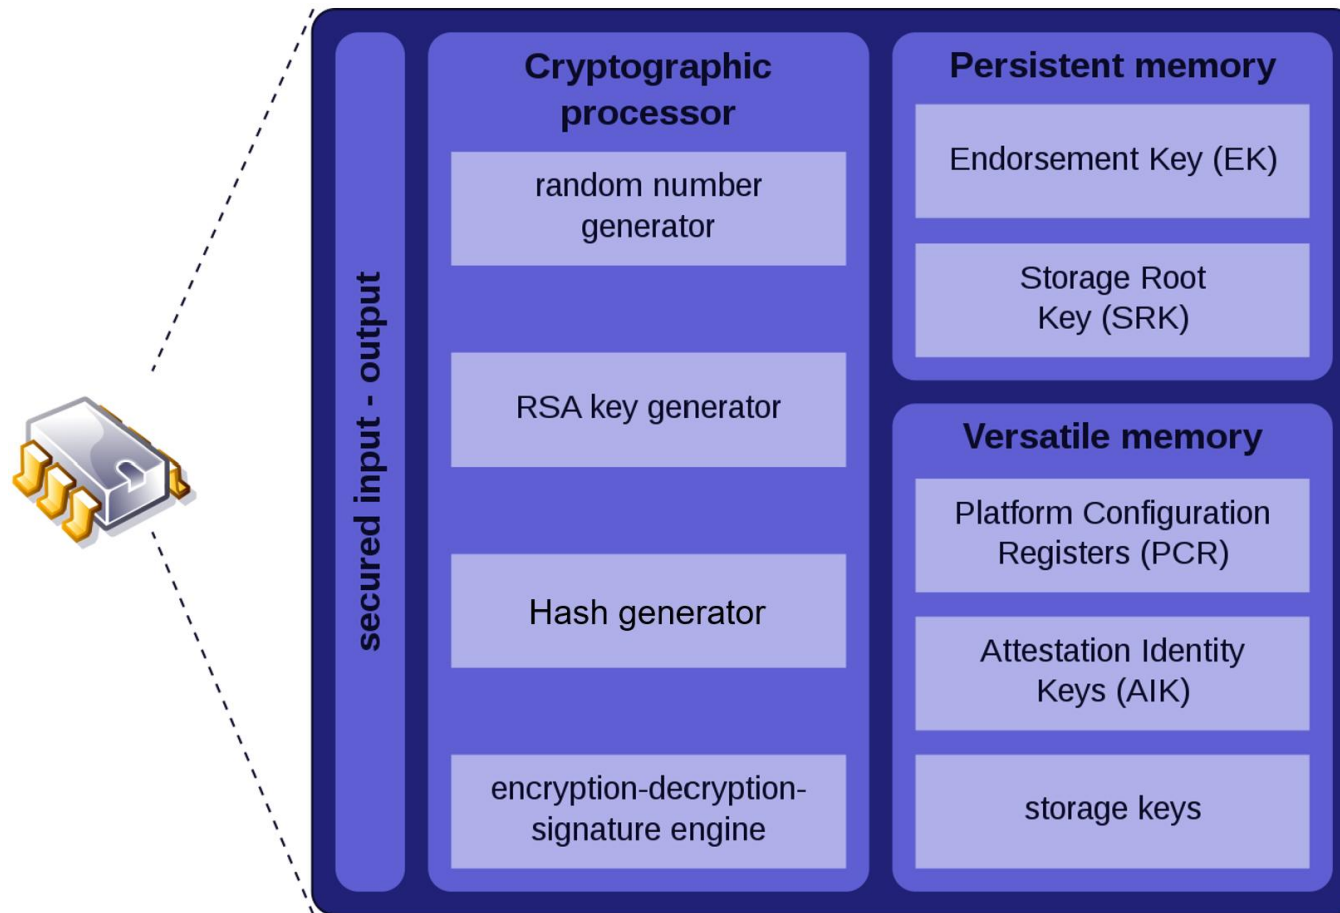 secured input - output
Cryptographic
processor
random number
generator
RSA key generator
Hash generator
encryption-decryption-
signature engine
Persistent memory
Endorsement Key (EK)
Storage Root
Key (SRK)
Versatile memory
Platform Configuration
Registers (PCR)
Attestation Identity
Keys (AIK)
storage keys